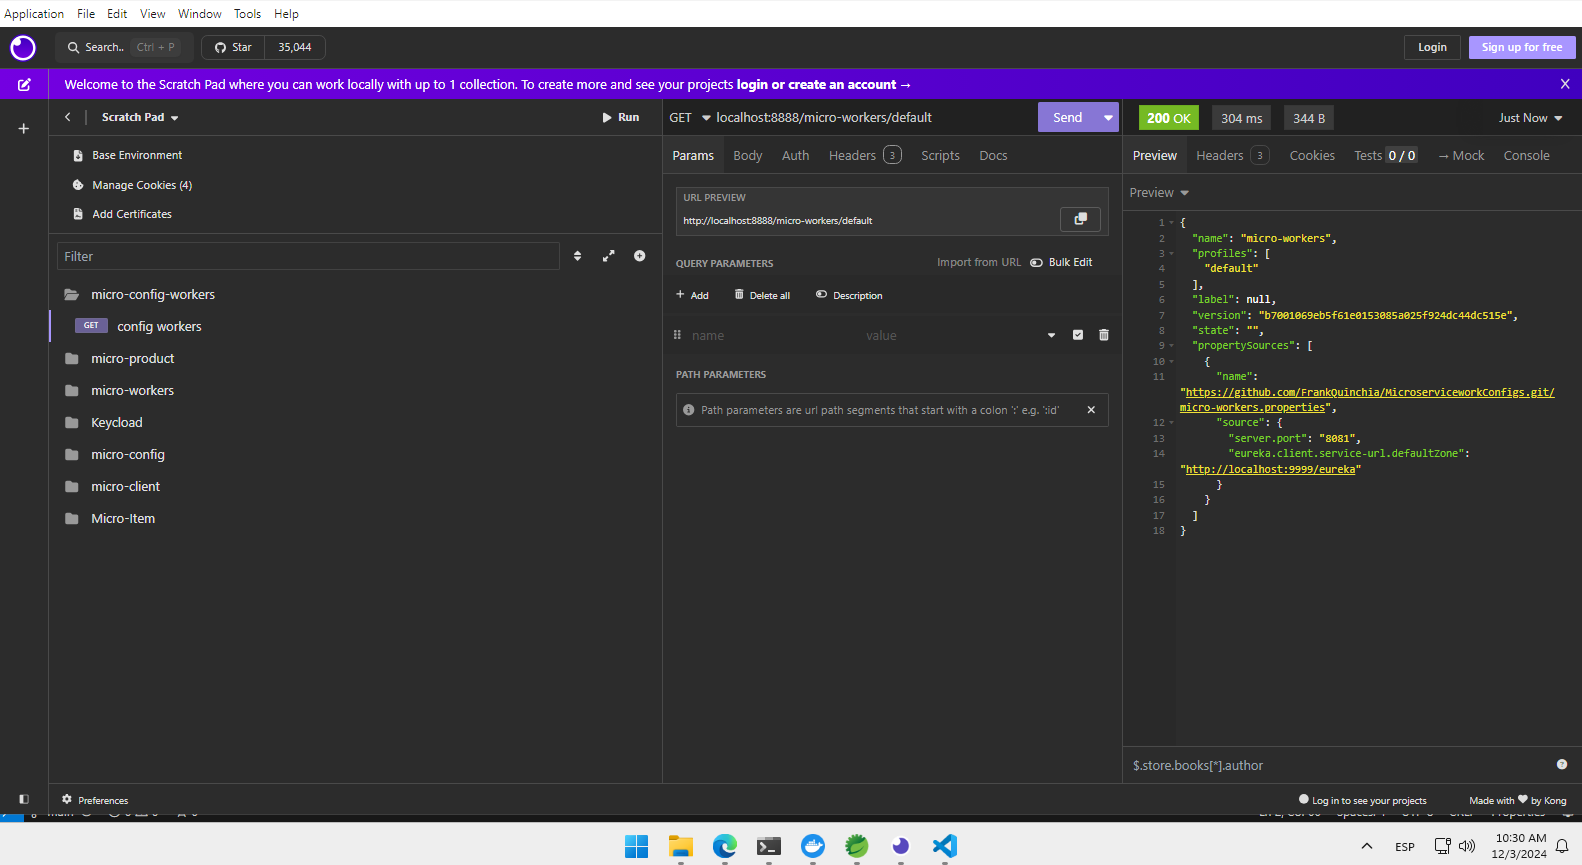 Application File Edit View Window Tools Help
Search.. Ctrl + P Star 35,044 Login Sign up for free
Welcome to the Scratch Pad where you can work locally with up to 1 collection. To create more and see your projects login or create an account →
Scratch Pad Run
Base Environment
Manage Cookies (4)
Add Certificates
Filter
micro-config-workers
GET config workers
micro-product
micro-workers
Keycload
micro-config
micro-client
Micro-Item
GET localhost:8888/micro-workers/default Send
Params Body Auth Headers 3 Scripts Docs
URL PREVIEW
http://localhost:8888/micro-workers/default
QUERY PARAMETERS Import from URL Bulk Edit
Add Delete all Description
name value
PATH PARAMETERS
Path parameters are url path segments that start with a colon ':' e.g. ':id'
200 OK 304 ms 344 B Just Now
Preview Headers 3 Cookies Tests 0 / 0 → Mock Console
Preview
1 {
2 "name": "micro-workers",
3 "profiles": [
4 "default"
5 ],
6 "label": null,
7 "version": "b7001069eb5f61e0153085a025f924dc44dc515e",
8 "state": "",
9 "propertySources": [
10 {
11 "name":
"https://github.com/FrankQuinchia/MicroserviceworkConfigs.git/
micro-workers.properties",
12 "source": {
13 "server.port": "8081",
14 "eureka.client.service-url.defaultZone":
"http://localhost:9999/eureka"
15 }
16 }
17 ]
18 }
$.store.books[*].author
Preferences Log in to see your projects Made with by Kong
ESP
10:30 AM
12/3/2024